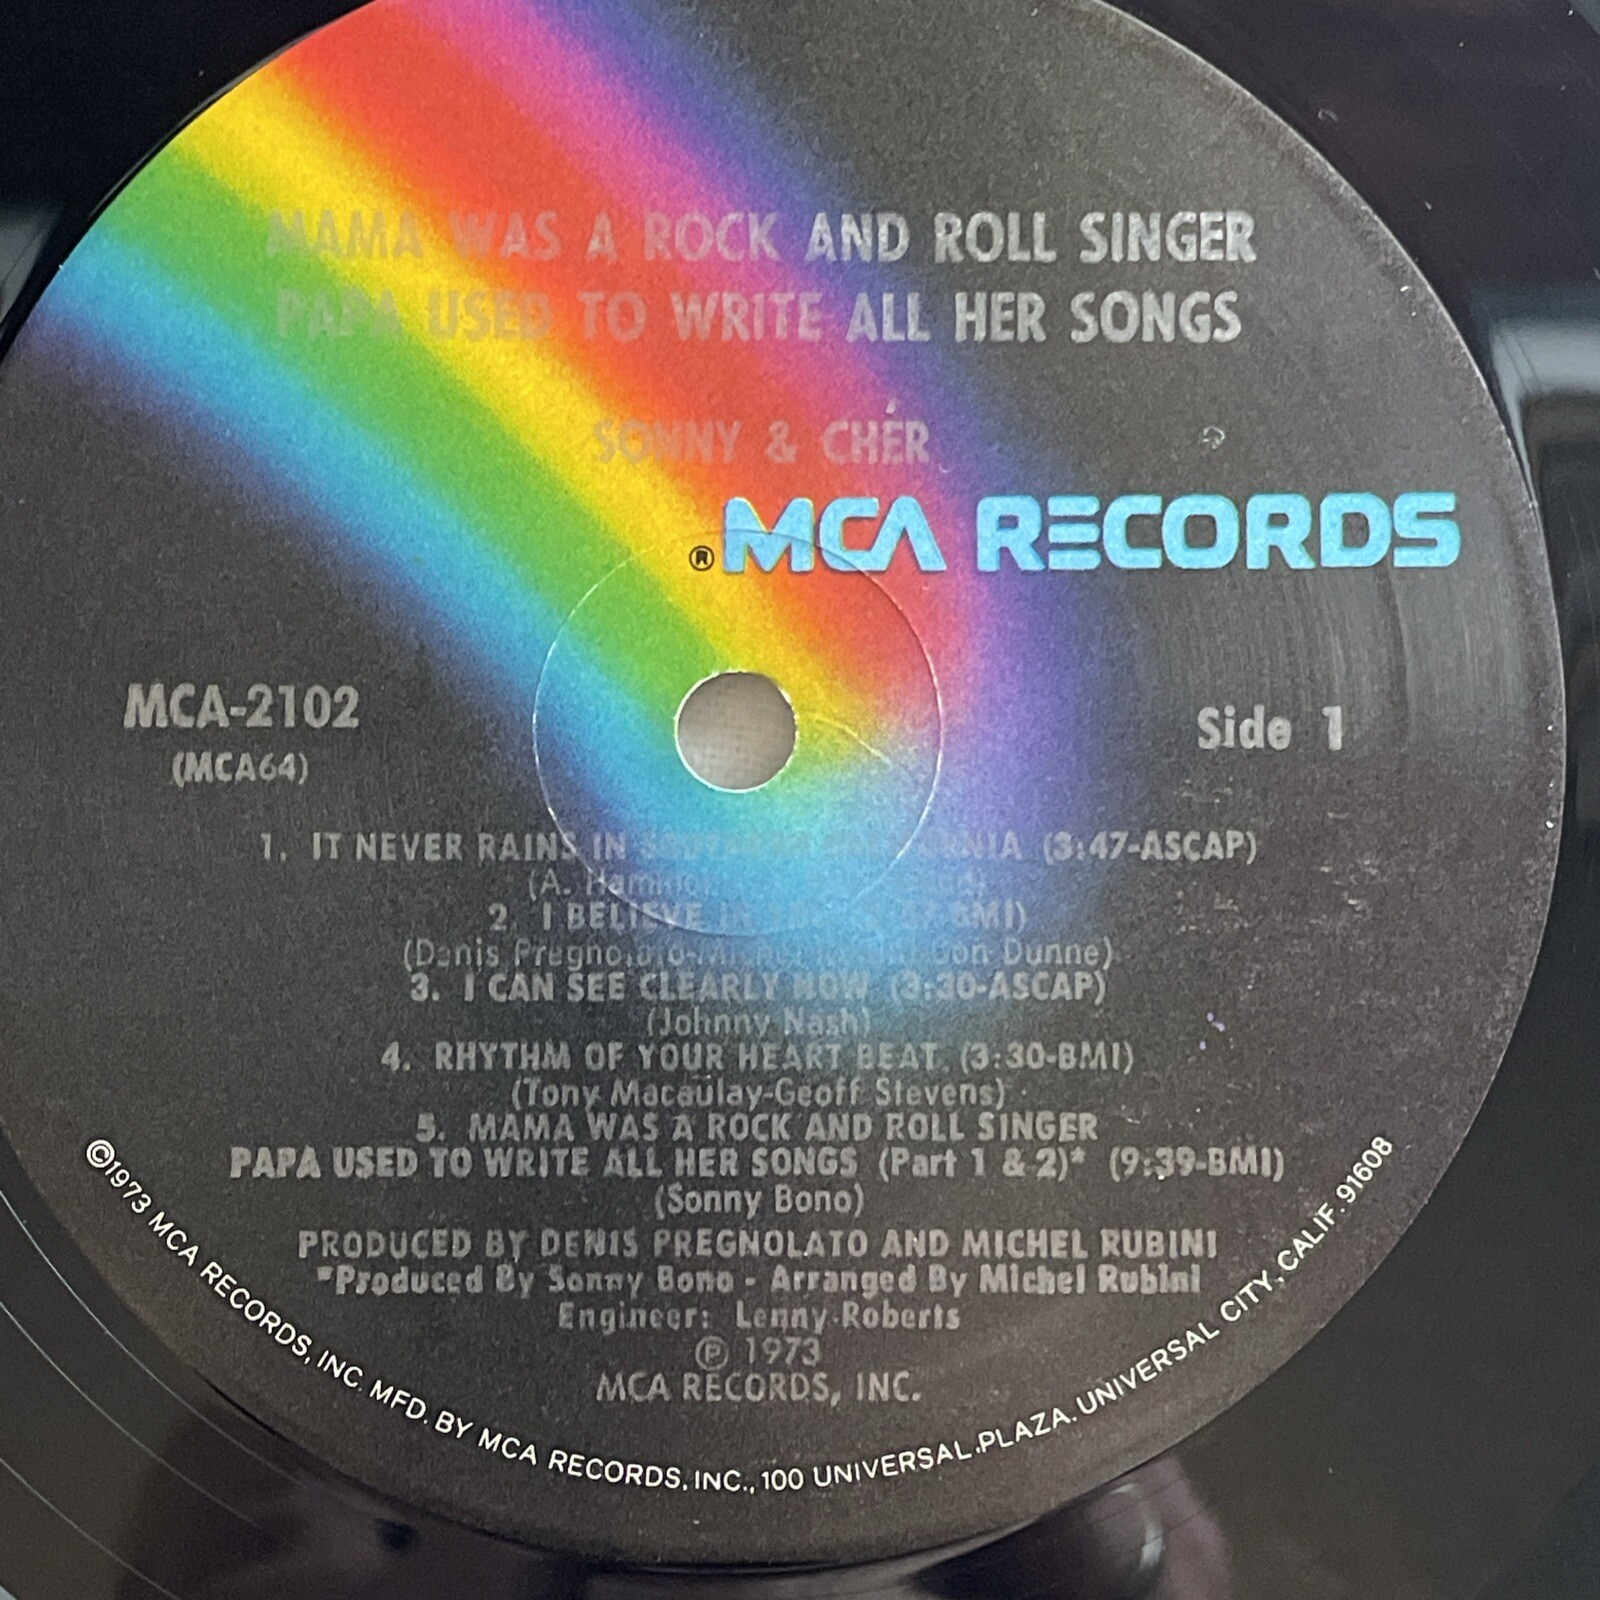 MAMA WAS A ROCK AND ROLL SINGER
PAPA USED TO WRITE ALL HER SONGS
SONNY & CHÉR
® MCA RECORDS
MCA-2102
(MCA64)
Side 1
1. IT NEVER RAINS IN SOUTHERN CALIFORNIA (3:47-ASCAP)
(A.
2. I BELIEVE IN BMI)
(Denis Pregnolato- Don Dunne)
3. I CAN SEE CLEARLY NOW (3:30-ASCAP)
(Johnny Nash)
4. RHYTHM OF YOUR HEART BEAT (3:30-BMI)
(Tony Macaulay-Geoff Stevens)
5. MAMA WAS A ROCK AND ROLL SINGER
PAPA USED TO WRITE ALL HER SONGS (Part 1 & 2)* (9:39-BMI)
(Sonny Bono)
PRODUCED BY DENIS PREGNOLATO AND MICHEL RUBINI
*Produced By Sonny Bono - Arranged By Michel Rubini
Engineer: Lenny Roberts
℗ 1973
MCA RECORDS, INC.
©1973 MCA RECORDS, INC. MFD. BY MCA RECORDS, INC., 100 UNIVERSAL PLAZA, UNIVERSAL CITY, CALIF. 91608